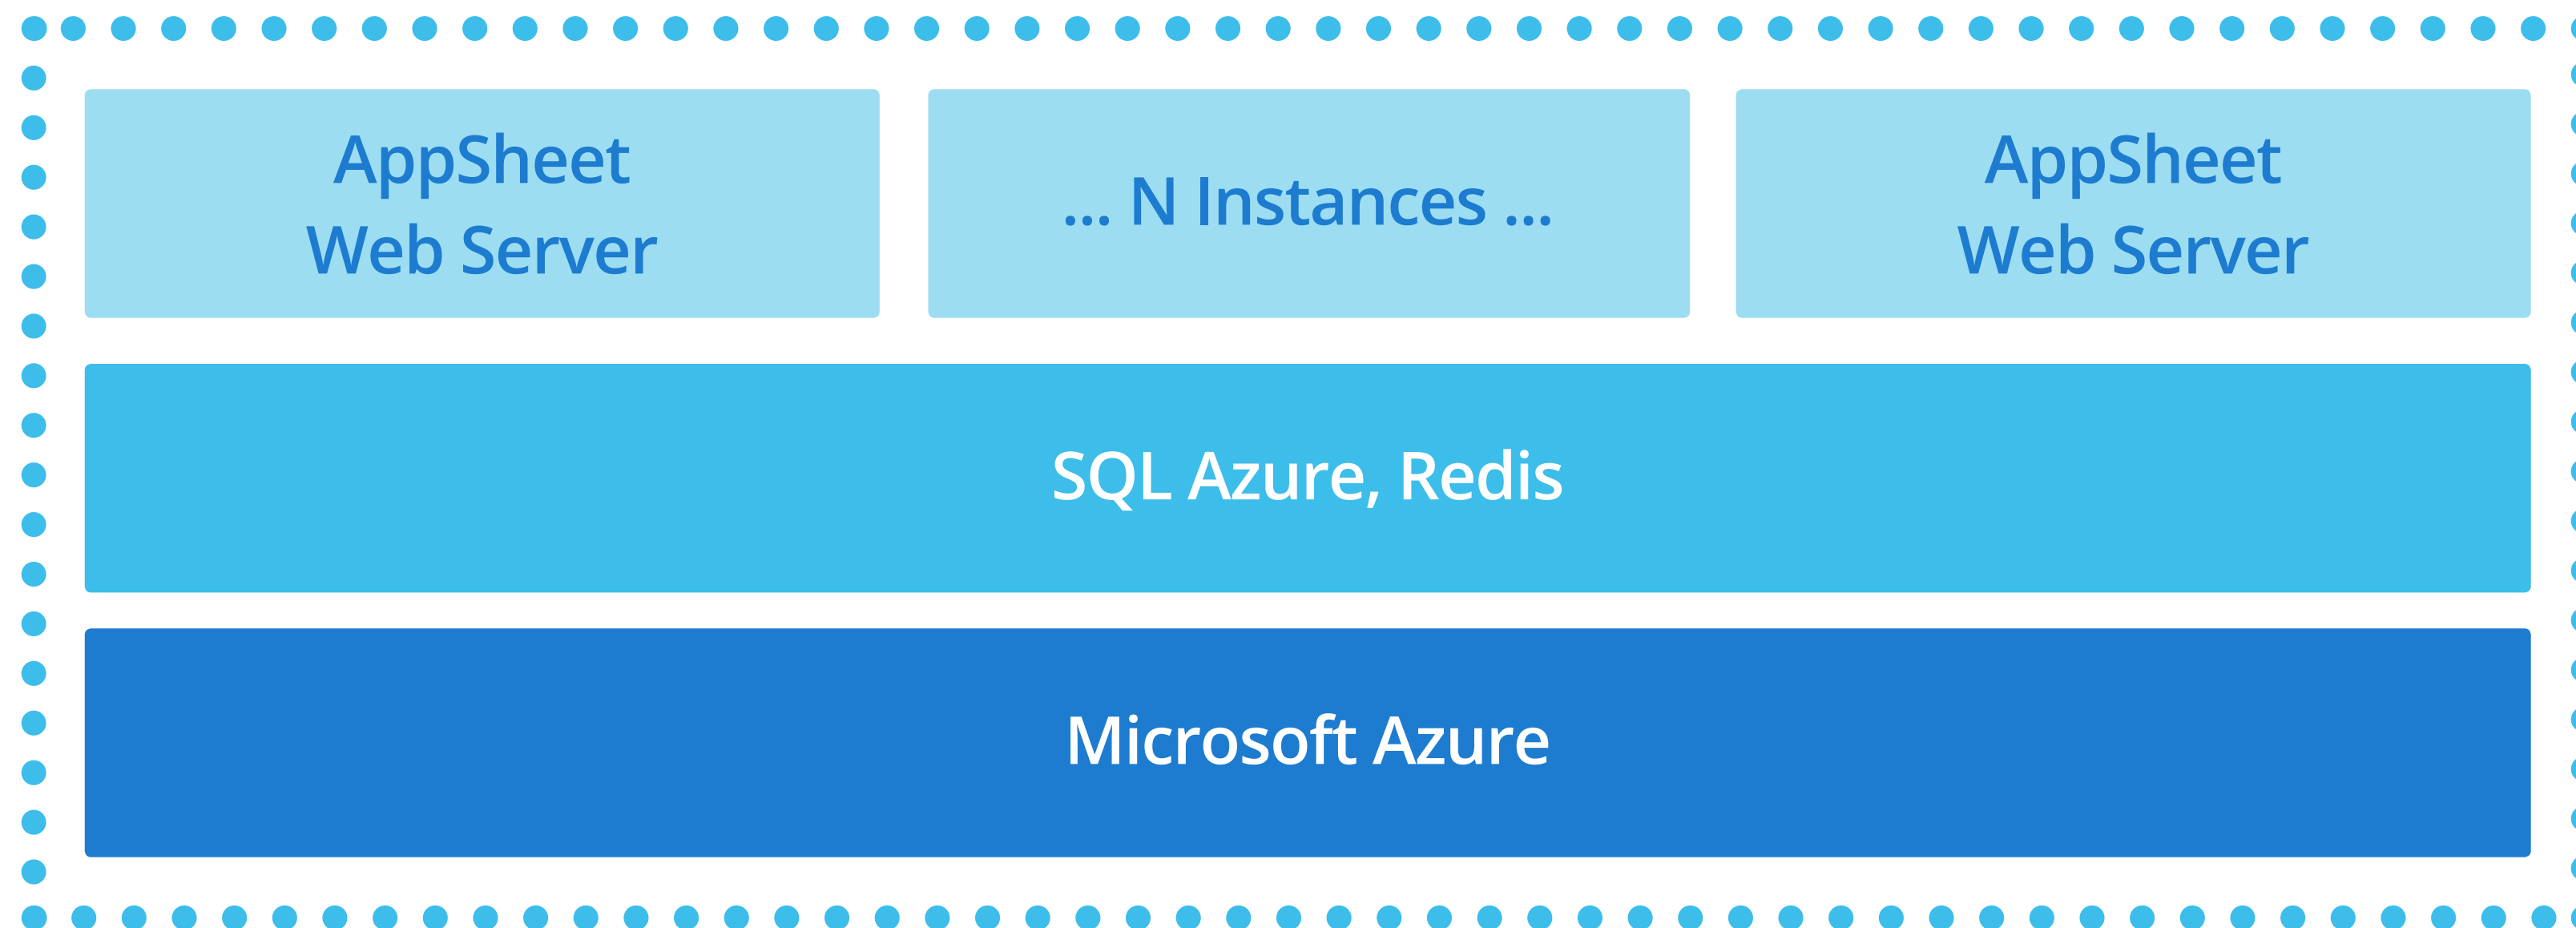 AppSheet
Web Server
... N Instances ...
AppSheet
Web Server
SQL Azure, Redis
Microsoft Azure